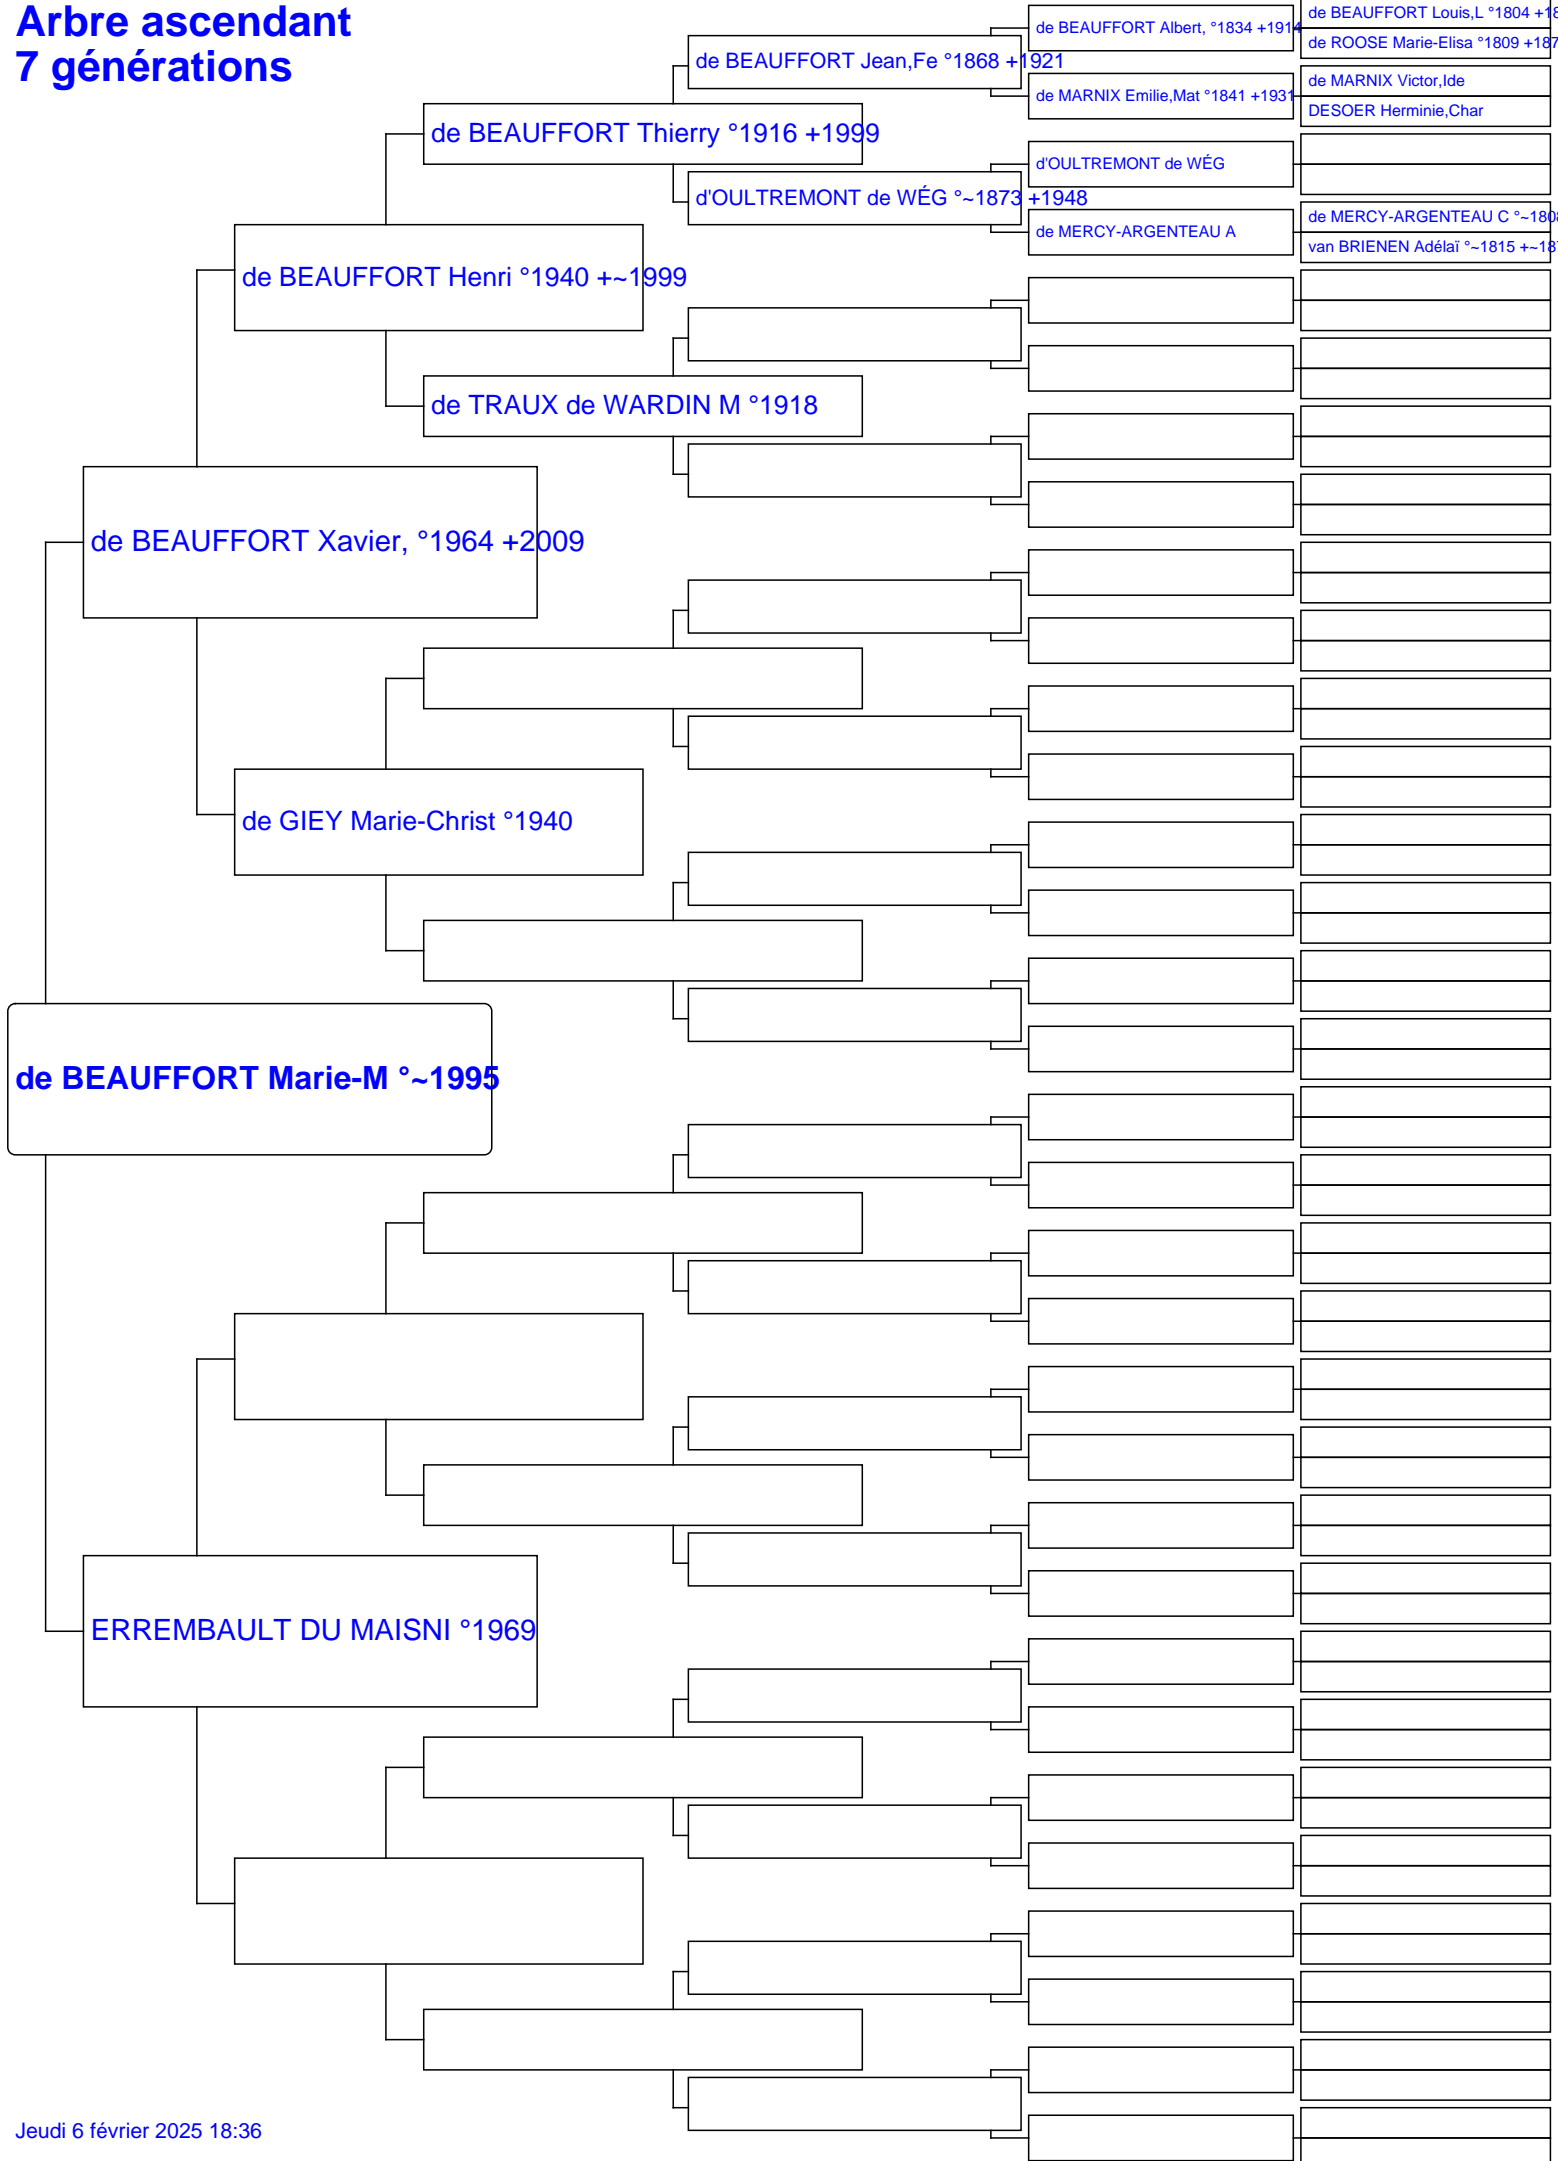 Arbre ascendant
7 générations
de BEAUFFORT Louis,L °1804 +18
de BEAUFFORT Albert, °1834 +1914
de ROOSE Marie-Elisa °1809 +187
de BEAUFFORT Jean,Fe °1868 +1921
de MARNIX Victor,Ide
de MARNIX Emilie,Mat °1841 +1931
DESOER Herminie,Char
de BEAUFFORT Thierry °1916 +1999
d'OULTREMONT de WÉG
d'OULTREMONT de WÉG °~1873 +1948
de MERCY-ARGENTEAU C °~1808
de MERCY-ARGENTEAU A
van BRIENEN Adélaï °~1815 +~187
de BEAUFFORT Henri °1940 +~1999
de TRAUX de WARDIN M °1918
de BEAUFFORT Xavier, °1964 +2009
de GIEY Marie-Christ °1940
de BEAUFFORT Marie-M °~1995
ERREMBAULT DU MAISNI °1969
Jeudi 6 février 2025 18:36